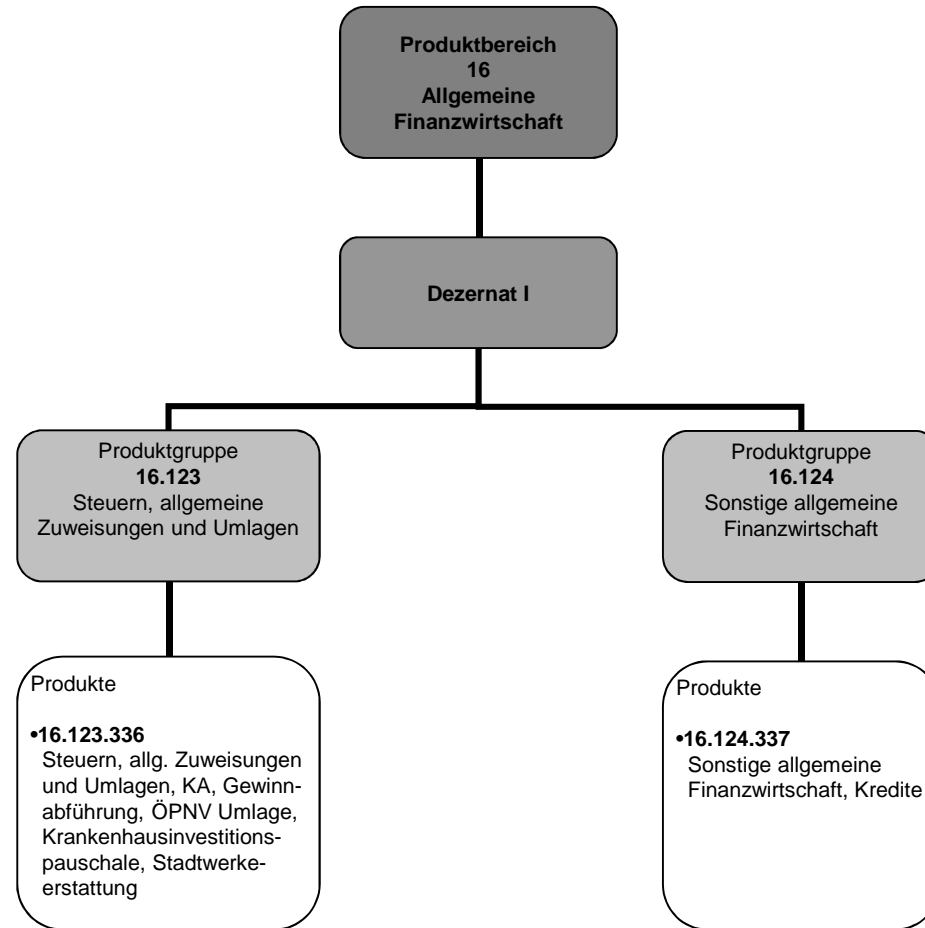 Produktbereich
16
Allgemeine
Finanzwirtschaft
Dezernat I
Produktgruppe
16.123
Steuern, allgemeine
Zuweisungen und Umlagen
Produktgruppe
16.124
Sonstige allgemeine
Finanzwirtschaft
Produkte
•16.123.336
Steuern, allg. Zuweisungen
und Umlagen, KA, Gewinn-
abführung, ÖPNV Umlage,
Krankenhausinvestitions-
pauschale, Stadtwerke-
erstattung
Produkte
•16.124.337
Sonstige allgemeine
Finanzwirtschaft, Kredite